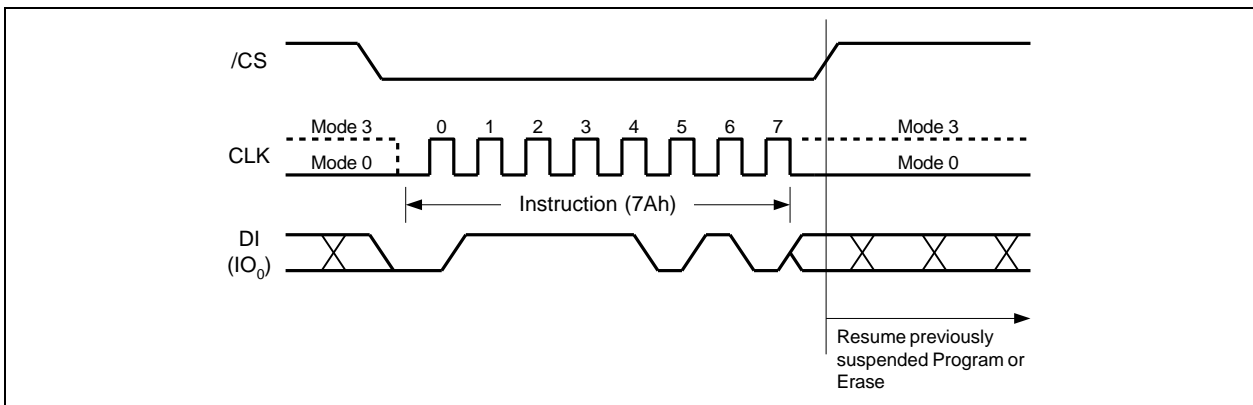 /CS
Mode 3 0 1 2 3 4 5 6 7 Mode 3
CLK
Mode 0 Mode 0
Instruction (7Ah)
DI
(IO0)
Resume previously
suspended Program or
Erase